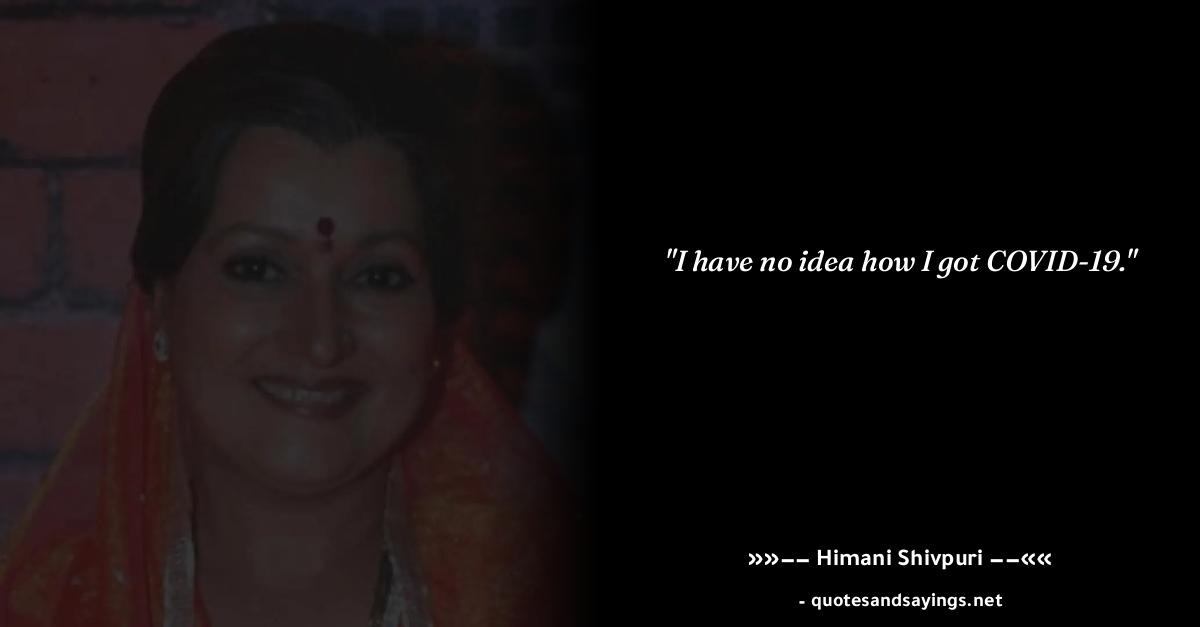 "I have no idea how I got COVID-19."
»»−− Himani Shivpuri −−««
- quotesandsayings.net